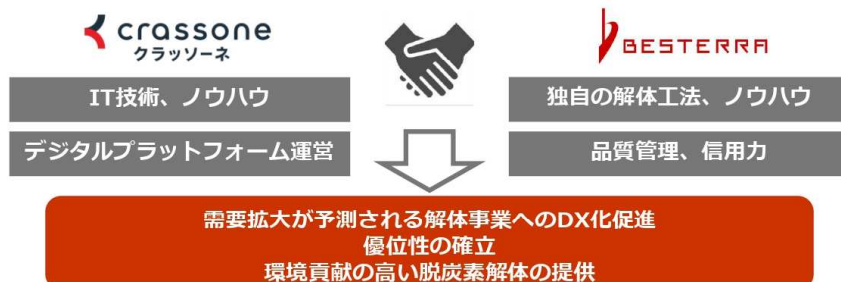 crassone
クラッソーネ
BESTERRA
IT技術、ノウハウ
独自の解体工法、ノウハウ
デジタルプラットフォーム運営
品質管理、信用力
需要拡大が予測される解体事業へのDX化促進
優位性の確立
環境貢献の高い脱炭素解体の提供